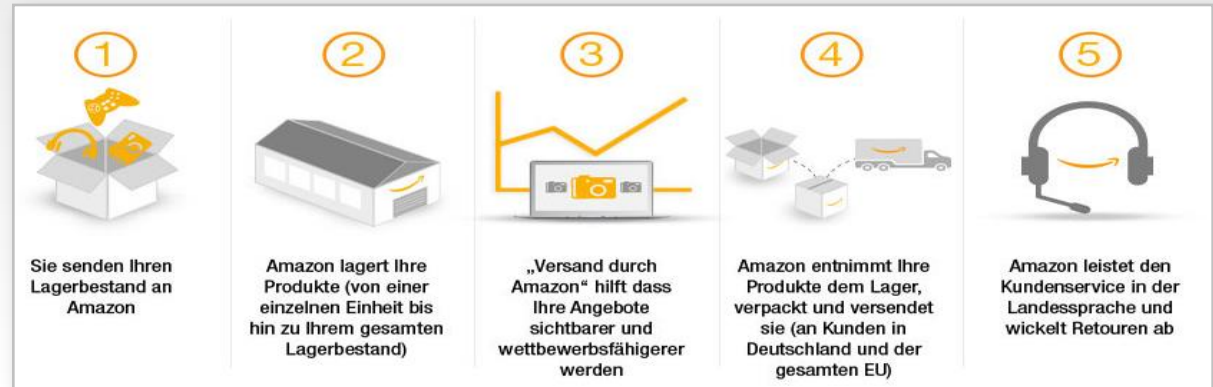 1
Sie senden Ihren
Lagerbestand an
Amazon
2
Amazon lagert Ihre
Produkte (von einer
einzelnen Einheit bis
hin zu Ihrem gesamten
Lagerbestand)
3
„Versand durch
Amazon“ hilft dass
Ihre Angebote
sichtbarer und
wettbewerbsfähigerer
werden
4
Amazon entnimmt Ihre
Produkte dem Lager,
verpackt und versendet
sie (an Kunden in
Deutschland und der
gesamten EU)
5
Amazon leistet den
Kundenservice in der
Landessprache und
wickelt Retouren ab